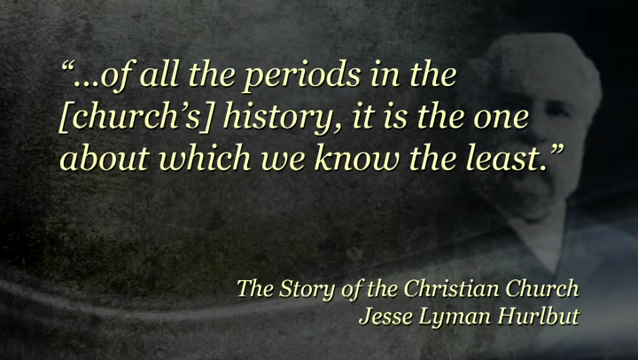 “...of all the periods in the
[church’s] history, it is the one
about which we know the least.”
The Story of the Christian Church
Jesse Lyman Hurlbut